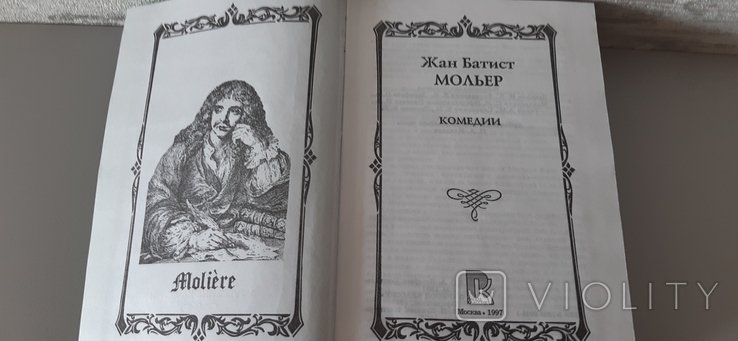 Molière
Жан Батист
МОЛЬЕР
КОМЕДИИ
Москва • 1997
VIOLITY